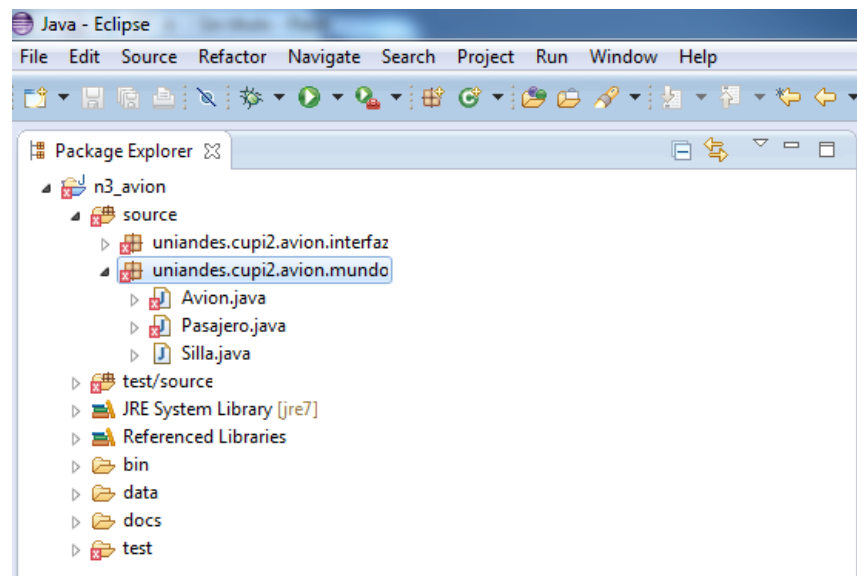 Java - Eclipse
File Edit Source Refactor Navigate Search Project Run Window Help
Package Explorer
n3_avion
source
uniandes.cupi2.avion.interfaz
uniandes.cupi2.avion.mundo
Avion.java
Pasajero.java
Silla.java
test/source
JRE System Library [jre7]
Referenced Libraries
bin
data
docs
test